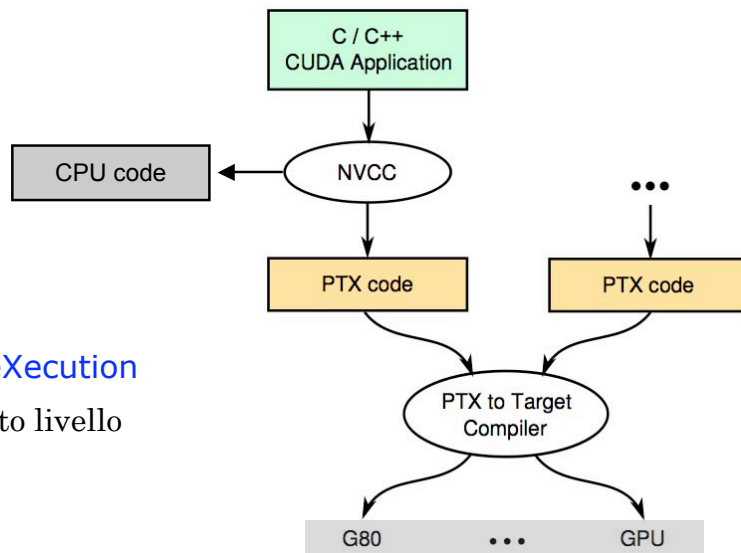 C / C++
CUDA Application
CPU code
NVCC
•••
PTX code
PTX code
Xecution
to livello
PTX to Target
Compiler
G80
•••
GPU